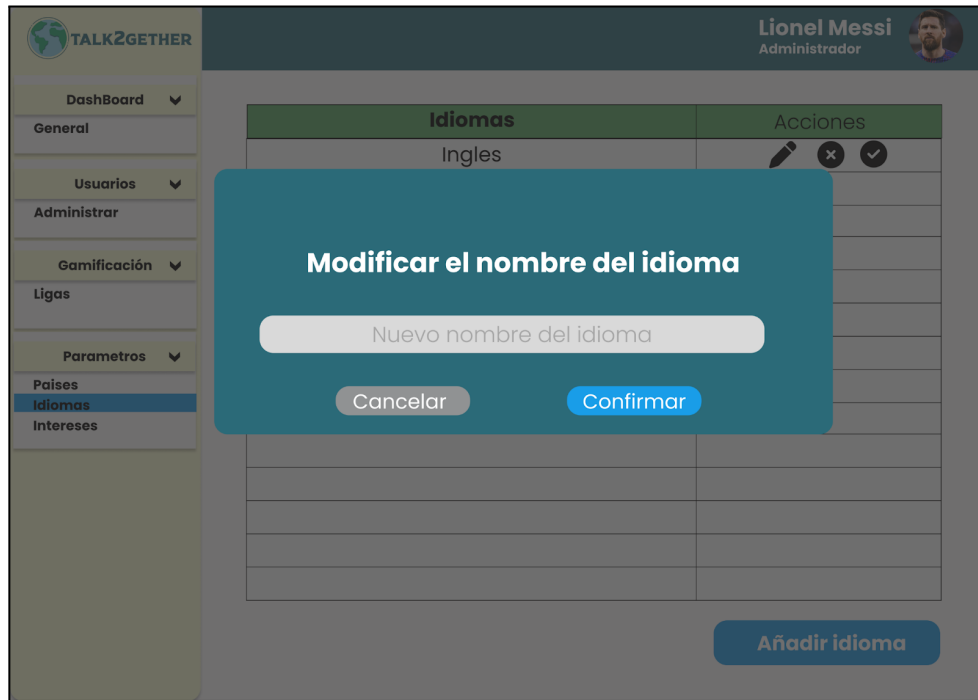 TALK2GETHER
Lionel Messi
Administrador
DashBoard
General
Usuarios
Administrar
Gamificación
Ligas
Parametros
Paises
Idiomas
Intereses
Idiomas Acciones
Ingles
Modificar el nombre del idioma
Nuevo nombre del idioma
Cancelar Confirmar
Añadir idioma